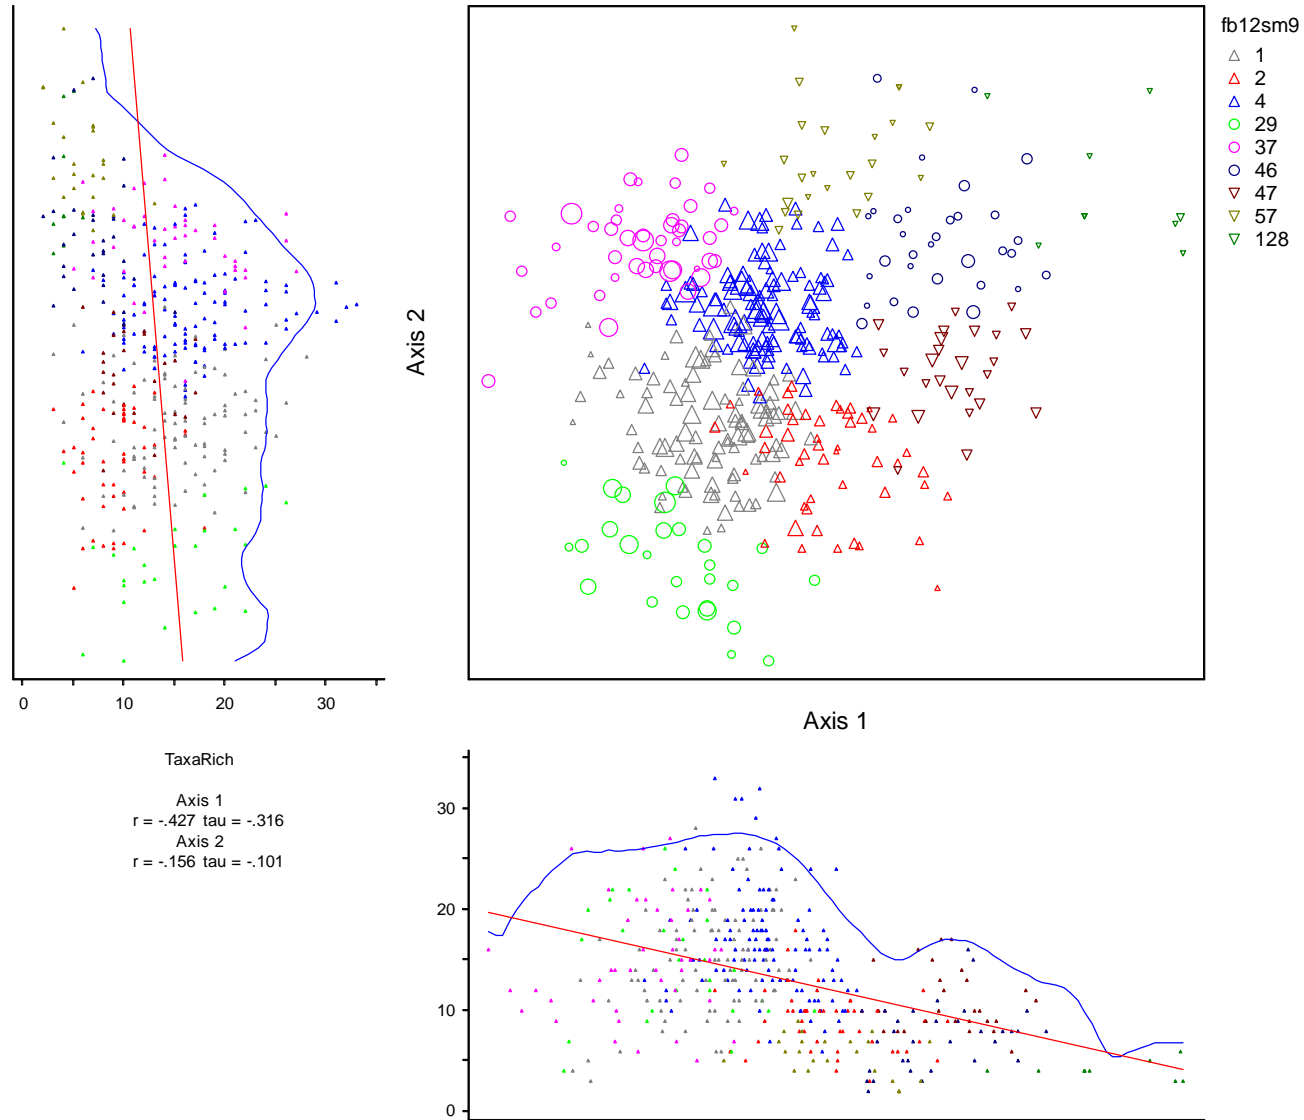 fb12sm9
1
2
4
29
37
46
47
57
128
Axis 2
0
10
20
30
Axis 1
TaxaRich
Axis 1
r = -.427 tau = -.316
Axis 2
r = -.156 tau = -.101
30
20
10
0